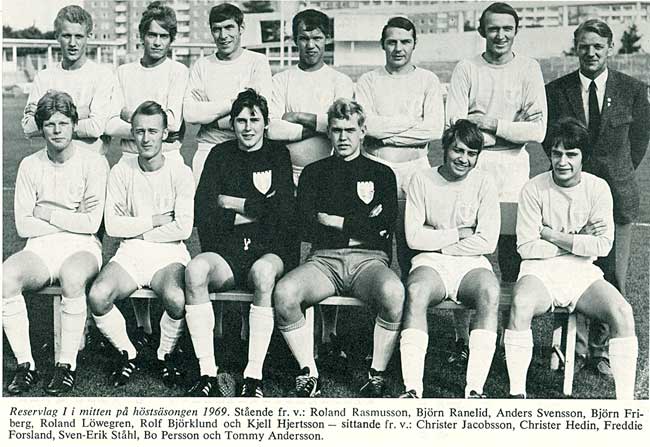 Reservlag I i mitten på höstsäsongen 1969. Stående fr. v.: Roland Rasmusson, Björn Ranelid, Anders Svensson, Björn Fri-
berg, Roland Löwegren, Rolf Björklund och Kjell Hjertsson — sittande fr. v.: Christer Jacobsson, Christer Hedin, Freddie
Forsland, Sven-Erik Ståhl, Bo Persson och Tommy Andersson.